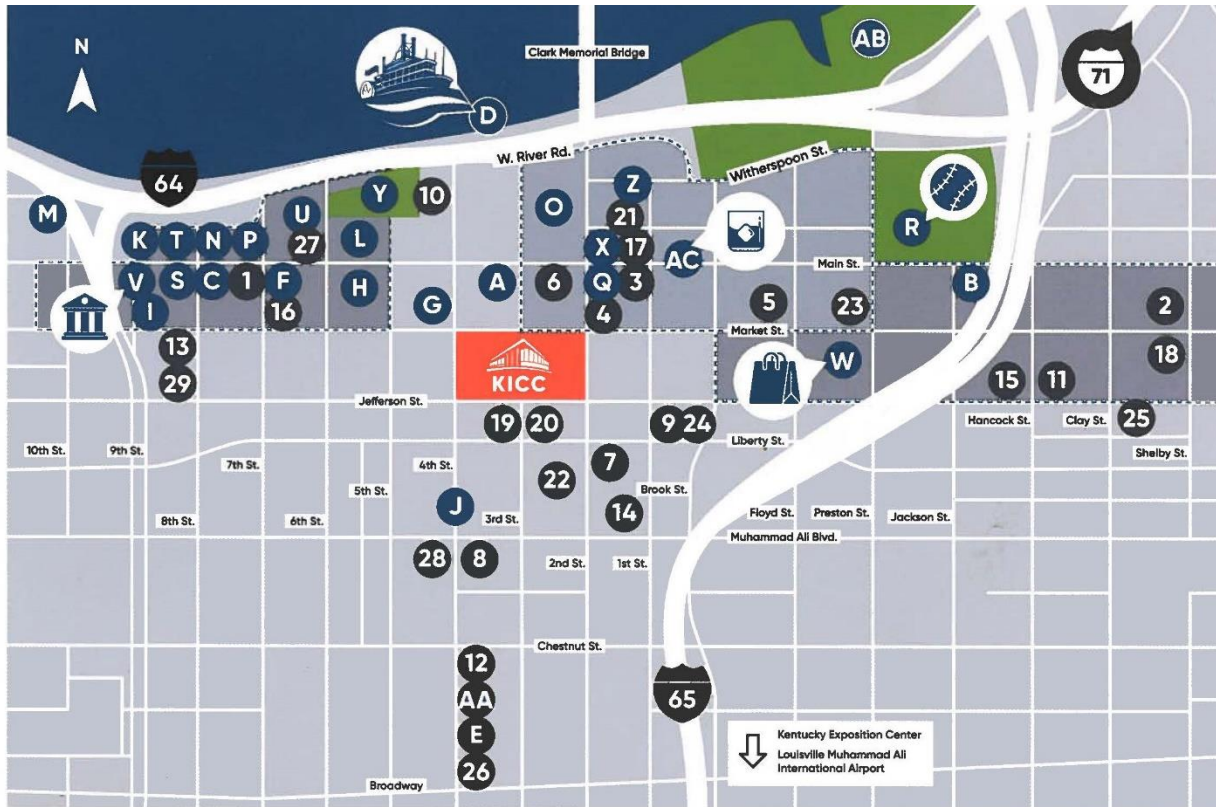 N
Clark Memorial Bridge
AB
71
D
W. River Rd.
Witherspoon St.
64
M
Y
10
Z
U
O
21
R
K
T
N
P
27
L
X
17
AC
Main St.
V
S
C
1
F
H
A
6
Q
3
B
I
16
G
4
5
23
2
Market St.
13
KICC
W
18
29
15
11
Jefferson St.
19
20
9
24
Hancock St.
Clay St.
25
10th St.
9th St.
7th St.
4th St.
Liberty St.
Shelby St.
7
5th St.
22
Brook St.
J
14
8th St.
6th St.
3rd St.
Floyd St.
Preston St.
Jackson St.
Muhammad Ali Blvd.
28
8
2nd St.
1st St.
Chestnut St.
12
AA
65
E
Kentucky Exposition Center
Louisville Muhammad Ali
International Airport
26
Broadway